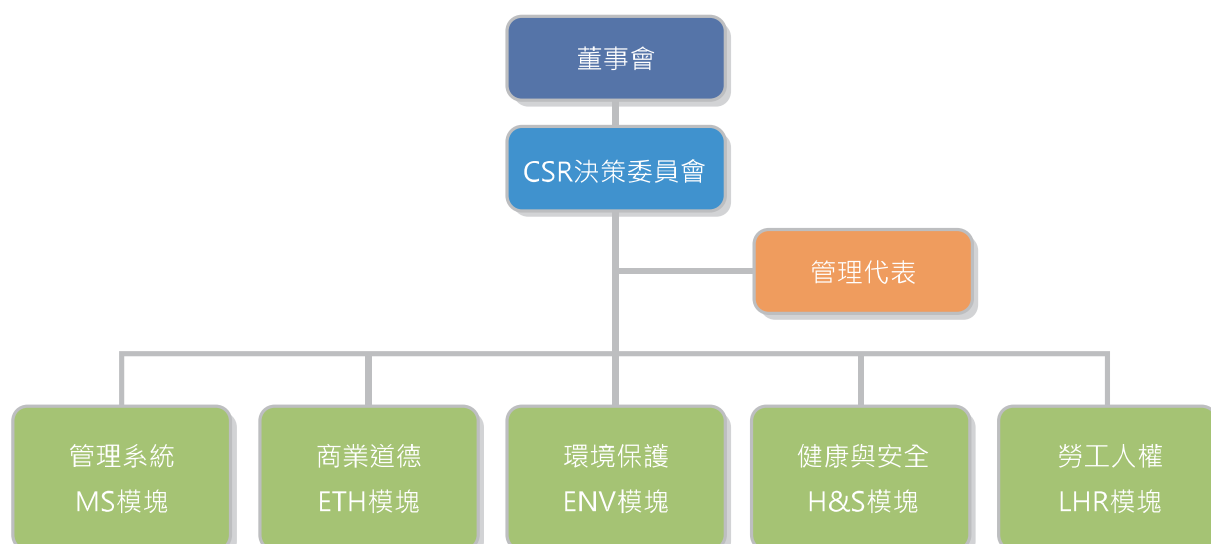 董事會
CSR決策委員會
管理代表
管理系統
MS模塊
商業道德
ETH模塊
環境保護
ENV模塊
健康與安全
H&S模塊
勞工人權
LHR模塊